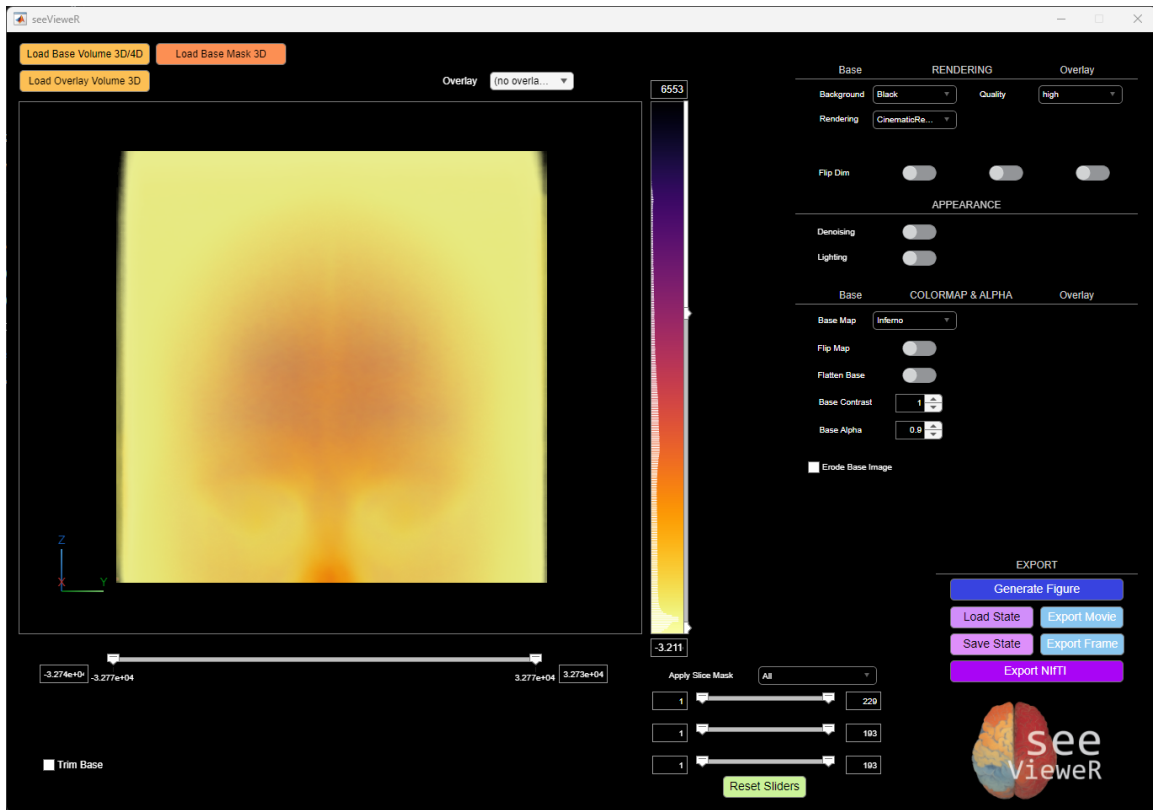 seeVieweR
Load Base Volume 3D/4D
Load Base Mask 3D
Load Overlay Volume 3D
Overlay
(no overla...
6553
-3.211
Z
X
Y
-3.274e+0
-3.277e+04
3.277e+04
3.273e+04
Trim Base
Apply Slice Mask
All
1
229
1
193
1
193
Reset Sliders
Base
RENDERING
Overlay
Background
Black
Quality
high
Rendering
CinematicRe...
Flip Dim
APPEARANCE
Denoising
Lighting
Base
COLORMAP & ALPHA
Overlay
Base Map
Inferno
Flip Map
Flatten Base
Base Contrast
1
Base Alpha
0.9
Erode Base Image
EXPORT
Generate Figure
Load State
Export Movie
Save State
Export Frame
Export NIfTI
see
VieweR